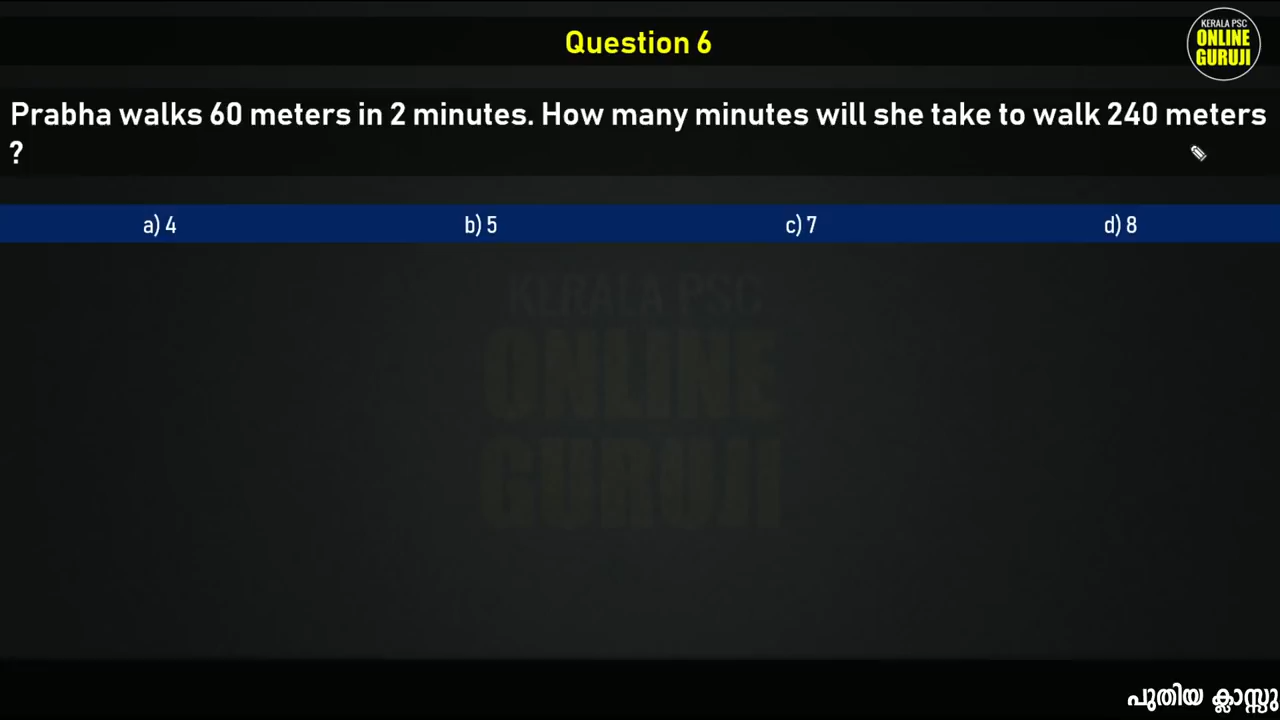 Question 6
KERALA PSC
ONLINE
GURUJI
Prabha walks 60 meters in 2 minutes. How many minutes will she take to walk 240 meters
?
a) 4 b) 5 c) 7 d) 8
KERALA PSC
ONLINE
GURUJI
പുതിയ ക്ലാസ്സു